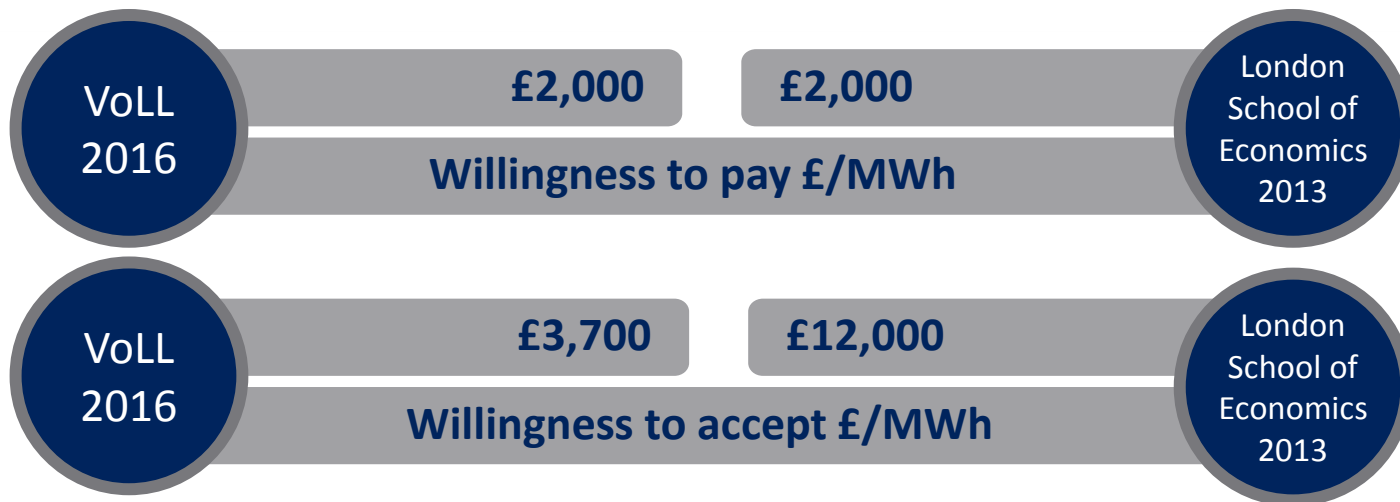 VoLL
2016
£2,000
£2,000
London
School of
Economics
2013
Willingness to pay £/MWh
VoLL
2016
£3,700
£12,000
London
School of
Economics
2013
Willingness to accept £/MWh